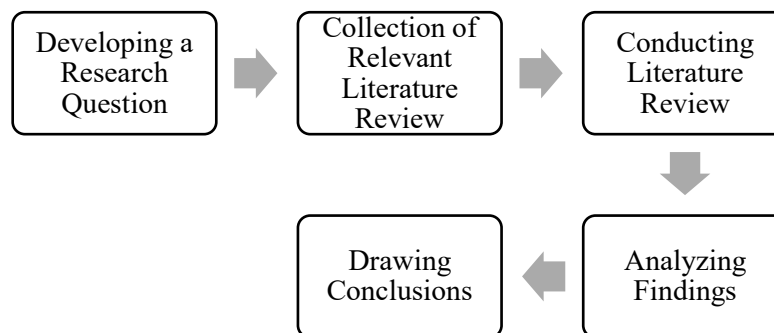 Developing a
Research
Question
Collection of
Relevant
Literature
Review
Conducting
Literature
Review
Analyzing
Findings
Drawing
Conclusions